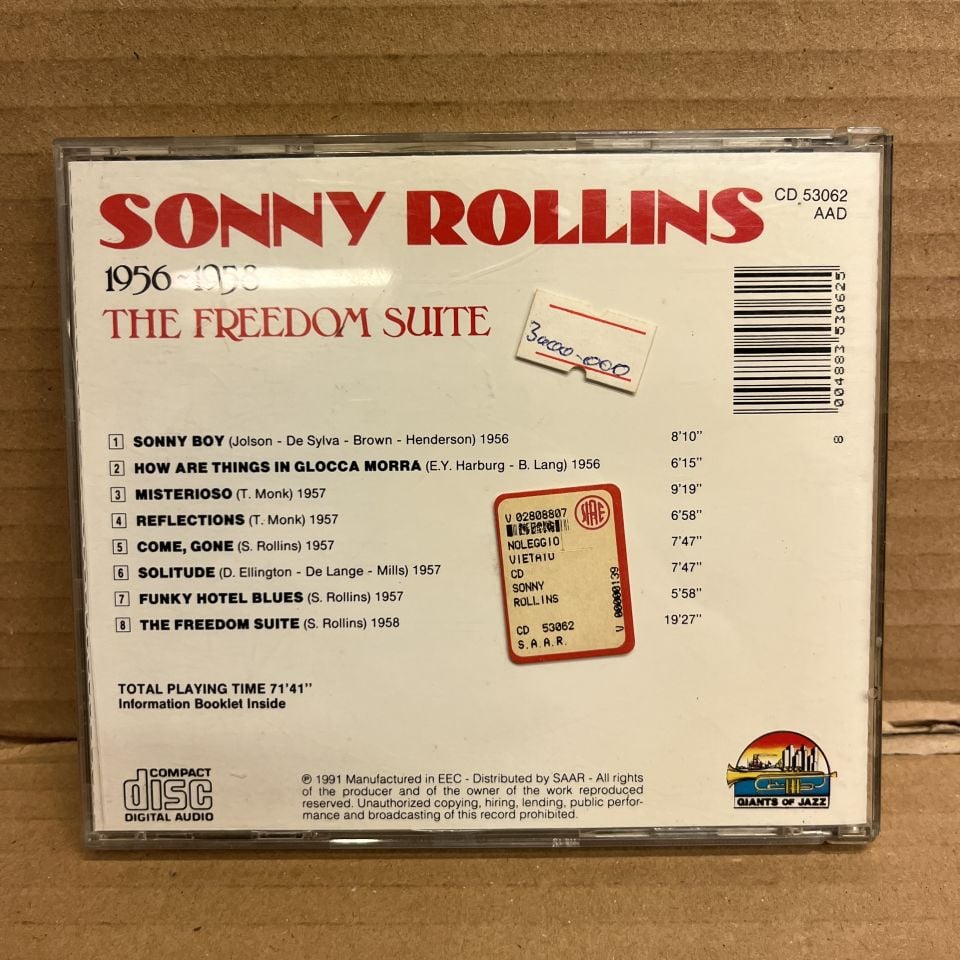 SONNY ROLLINS
CD 53062
AAD
1956~1958
THE FREEDOM SUITE
0048835 30625
8
1 SONNY BOY (Jolson - De Sylva - Brown - Henderson) 1956 8'10"
2 HOW ARE THINGS IN GLOCCA MORRA (E.Y. Harburg - B. Lang) 1956 6'15"
3 MISTERIOSO (T. Monk) 1957 9'19"
4 REFLECTIONS (T. Monk) 1957 6'58"
5 COME, GONE (S. Rollins) 1957 7'47"
6 SOLITUDE (D. Ellington - De Lange - Mills) 1957 7'47"
7 FUNKY HOTEL BLUES (S. Rollins) 1957 5'58"
8 THE FREEDOM SUITE (S. Rollins) 1958 19'27"
V 02808807
NOLEGGIO
VIETATO
CD
SONNY
ROLLINS
CD 53062
S.A.A.R.
V 00000139
TOTAL PLAYING TIME 71'41"
Information Booklet Inside
COMPACT
disc
DIGITAL AUDIO
℗ 1991 Manufactured in EEC - Distributed by SAAR - All rights
of the producer and of the owner of the work reproduced
reserved. Unauthorized copying, hiring, lending, public perfor-
mance and broadcasting of this record prohibited.
GIANTS OF JAZZ